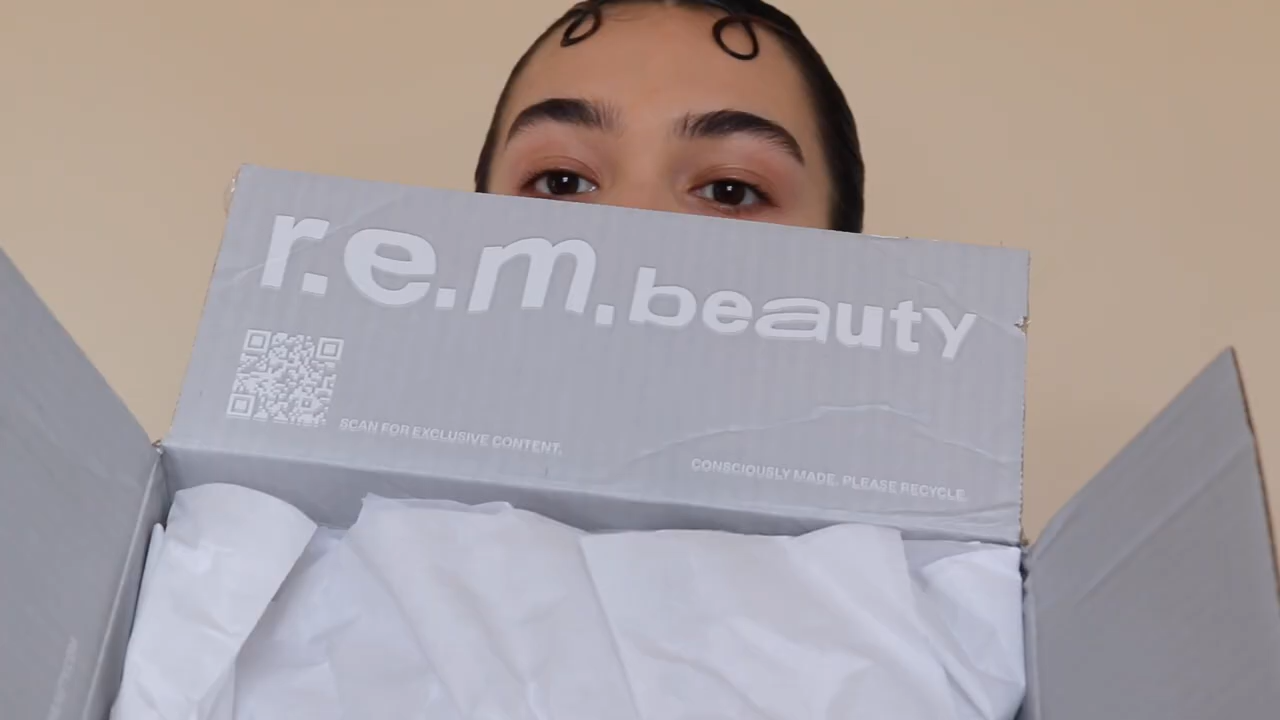 r.e.m.beauty
SCAN FOR EXCLUSIVE CONTENT.
CONSCIOUSLY MADE. PLEASE RECYCLE.